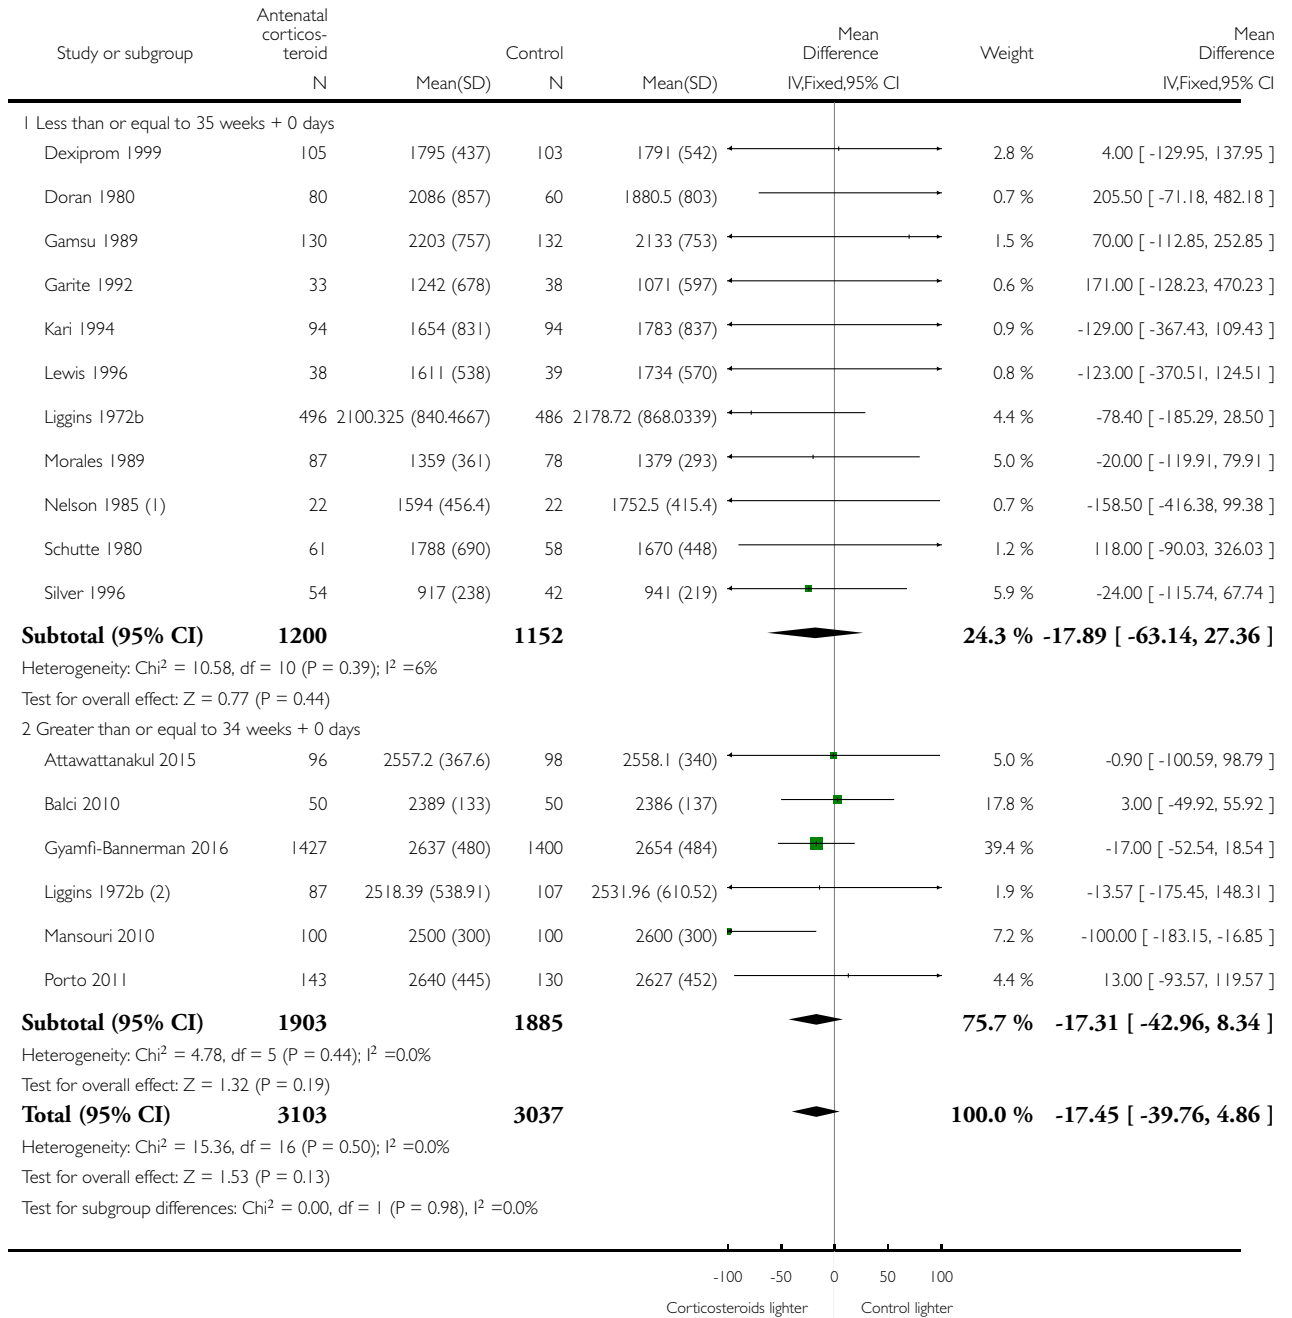 Antenatal
corticos-
teroid
Study or subgroup Control Mean Difference Weight Mean Difference
N Mean(SD) N Mean(SD) IV,Fixed,95% CI IV,Fixed,95% CI
1 Less than or equal to 35 weeks + 0 days
Dexiprom 1999 105 1795 (437) 103 1791 (542) 2.8 % 4.00 [ -129.95, 137.95 ]
Doran 1980 80 2086 (857) 60 1880.5 (803) 0.7 % 205.50 [ -71.18, 482.18 ]
Gamsu 1989 130 2203 (757) 132 2133 (753) 1.5 % 70.00 [ -112.85, 252.85 ]
Garite 1992 33 1242 (678) 38 1071 (597) 0.6 % 171.00 [ -128.23, 470.23 ]
Kari 1994 94 1654 (831) 94 1783 (837) 0.9 % -129.00 [ -367.43, 109.43 ]
Lewis 1996 38 1611 (538) 39 1734 (570) 0.8 % -123.00 [ -370.51, 124.51 ]
Liggins 1972b 496 2100.325 (840.4667) 486 2178.72 (868.0339) 4.4 % -78.40 [ -185.29, 28.50 ]
Morales 1989 87 1359 (361) 78 1379 (293) 5.0 % -20.00 [ -119.91, 79.91 ]
Nelson 1985 (1) 22 1594 (456.4) 22 1752.5 (415.4) 0.7 % -158.50 [ -416.38, 99.38 ]
Schutte 1980 61 1788 (690) 58 1670 (448) 1.2 % 118.00 [ -90.03, 326.03 ]
Silver 1996 54 917 (238) 42 941 (219) 5.9 % -24.00 [ -115.74, 67.74 ]
Subtotal (95% CI) 1200 1152 24.3 % -17.89 [ -63.14, 27.36 ]
Heterogeneity: Chi² = 10.58, df = 10 (P = 0.39); I² =6%
Test for overall effect: Z = 0.77 (P = 0.44)
2 Greater than or equal to 34 weeks + 0 days
Attawattanakul 2015 96 2557.2 (367.6) 98 2558.1 (340) 5.0 % -0.90 [ -100.59, 98.79 ]
Balci 2010 50 2389 (133) 50 2386 (137) 17.8 % 3.00 [ -49.92, 55.92 ]
Gyamfi-Bannerman 2016 1427 2637 (480) 1400 2654 (484) 39.4 % -17.00 [ -52.54, 18.54 ]
Liggins 1972b (2) 87 2518.39 (538.91) 107 2531.96 (610.52) 1.9 % -13.57 [ -175.45, 148.31 ]
Mansouri 2010 100 2500 (300) 100 2600 (300) 7.2 % -100.00 [ -183.15, -16.85 ]
Porto 2011 143 2640 (445) 130 2627 (452) 4.4 % 13.00 [ -93.57, 119.57 ]
Subtotal (95% CI) 1903 1885 75.7 % -17.31 [ -42.96, 8.34 ]
Heterogeneity: Chi² = 4.78, df = 5 (P = 0.44); I² =0.0%
Test for overall effect: Z = 1.32 (P = 0.19)
Total (95% CI) 3103 3037 100.0 % -17.45 [ -39.76, 4.86 ]
Heterogeneity: Chi² = 15.36, df = 16 (P = 0.50); I² =0.0%
Test for overall effect: Z = 1.53 (P = 0.13)
Test for subgroup differences: Chi² = 0.00, df = 1 (P = 0.98), I² =0.0%
-100 -50 0 50 100
Corticosteroids lighter Control lighter